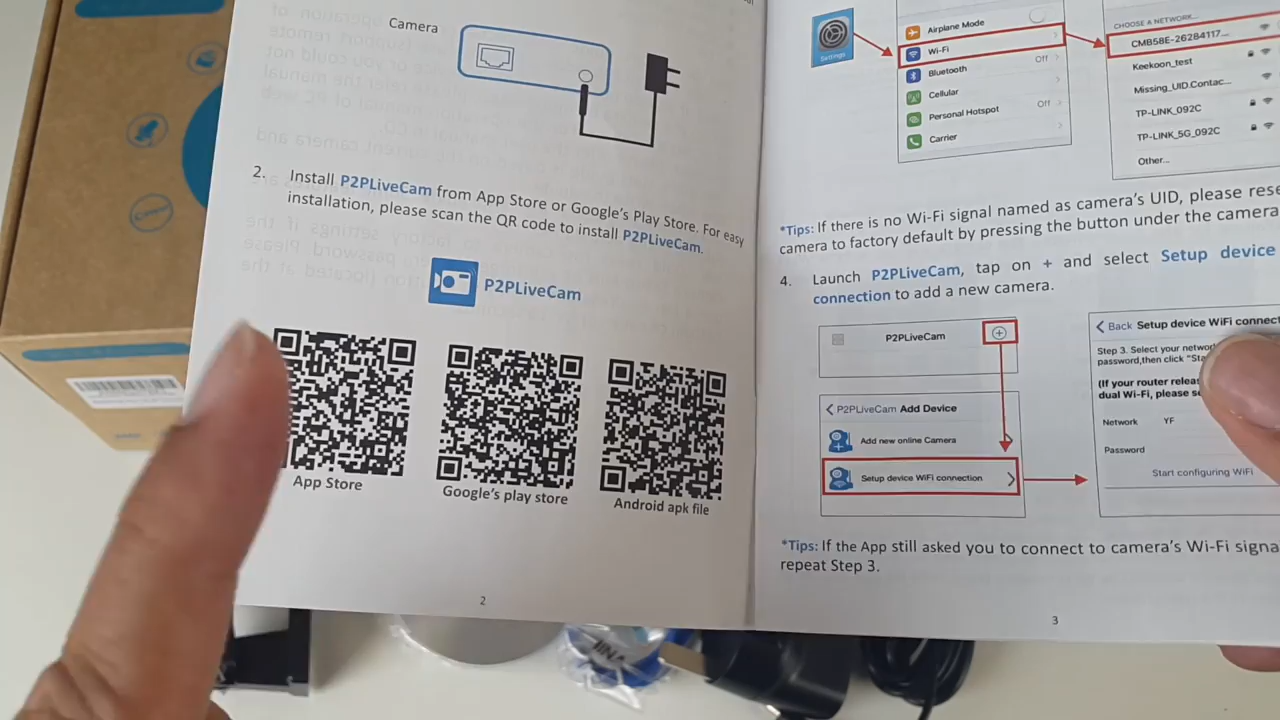 Camera
2. Install P2PLiveCam from App Store or Google's Play Store. For easy
installation, please scan the QR code to install P2PLiveCam.
P2PLiveCam
App Store
Google's play store
Android apk file
2
Settings
Airplane Mode
Wi-Fi
Bluetooth Off
Cellular
Personal Hotspot Off
Carrier
CHOOSE A NETWORK...
CMB58E-26284117...
Keekoon_test
Missing_UID.Contac...
TP-LINK_092C
TP-LINK_5G_092C
Other...
*Tips: If there is no Wi-Fi signal named as camera's UID, please rese
camera to factory default by pressing the button under the camera
4. Launch P2PLiveCam, tap on + and select Setup device
connection to add a new camera.
P2PLiveCam
P2PLiveCam Add Device
Add new online Camera
Setup device WiFi connection
Back Setup device WiFi connect
Step 3. Select your netwo
password,then click "Sta
(If your router relea
dual Wi-Fi, please se
Network YF
Password
Start configuring WiFi
*Tips: If the App still asked you to connect to camera's Wi-Fi signa
repeat Step 3.
3